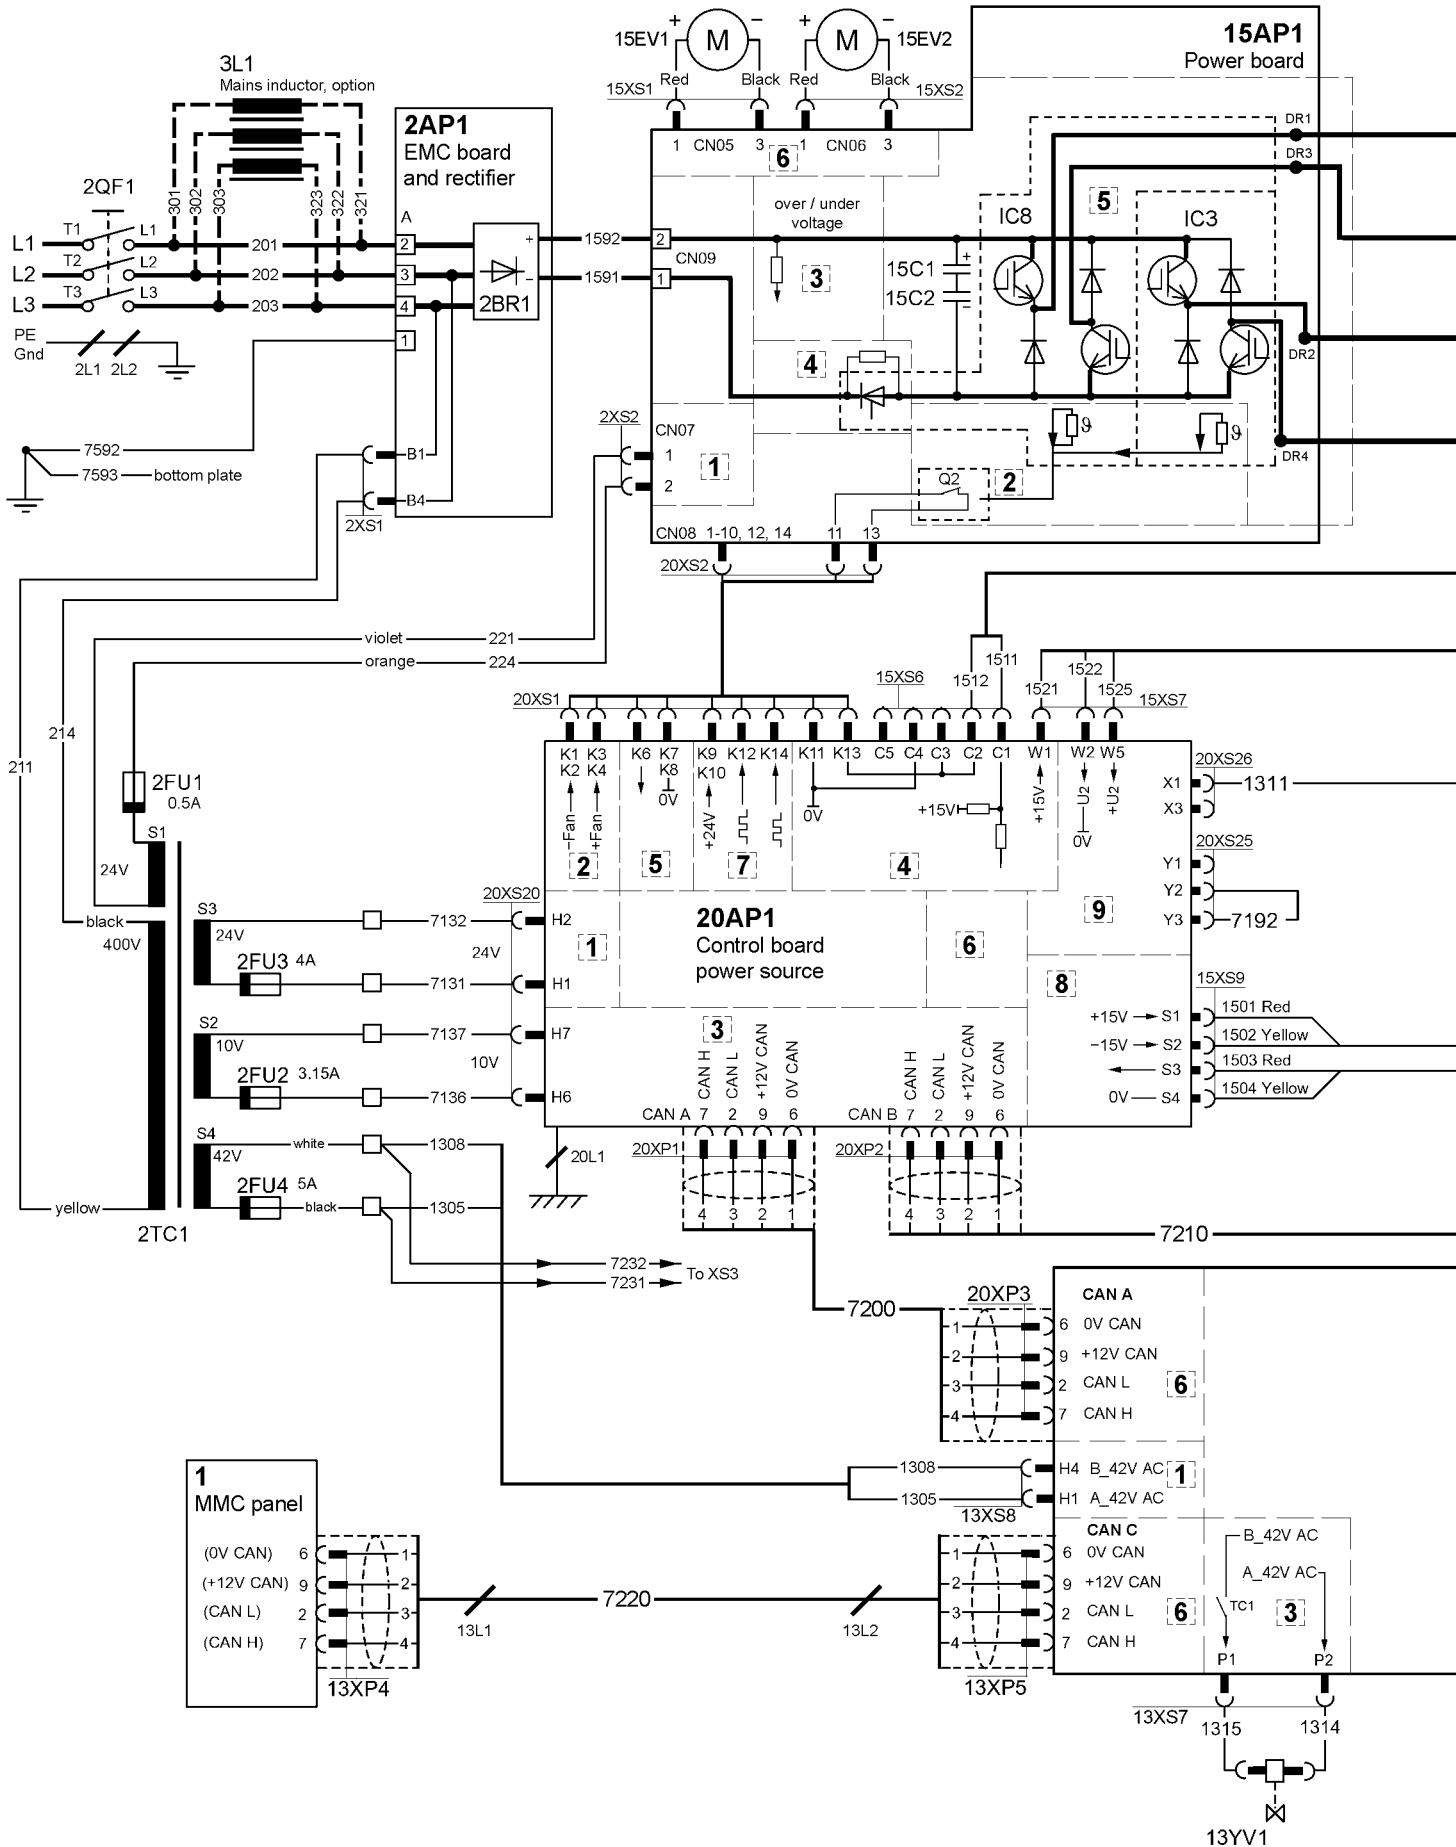 15AP1
Power board
15EV1
+
M
−
+
M
−
15EV2
Red
Black
Red
Black
15XS1
15XS2
1
CN05
3
1
CN06
3
6
3L1
Mains inductor, option
2AP1
EMC board
and rectifier
2QF1
301
302
303
323
322
321
A
L1
T1
L1
201
2
L2
T2
L2
202
3
L3
T3
L3
203
4
PE
Gnd
1
2L1
2L2
+
−
2BR1
1592
1591
2
CN09
1
over / under
voltage
3
4
15C1
15C2
+
−
IC8
5
IC3
DR1
DR3
DR2
DR4
ϑ
ϑ
7592
7593
bottom plate
B1
B4
2XS1
2XS2
CN07
1
2
1
Q2
2
CN08
1-10, 12, 14
11
13
20XS2
violet
221
orange
224
214
211
2FU1
0.5A
S1
24V
black
400V
yellow
2TC1
S3
24V
2FU3
4A
S2
10V
2FU2
3.15A
S4
42V
2FU4
5A
white
black
7132
7131
7137
7136
1308
1305
7232
7231
To XS3
20XS20
24V
10V
H2
H1
H7
H6
20L1
20XS1
15XS6
1512
1511
1521
1522
1525
15XS7
K1
K2
K3
K4
K6
K7
K8
K9
K10
K12
K14
K11
K13
C5
C4
C3
C2
C1
W1
W2
W5
−Fan
+Fan
0V
+24V
0V
+15V
+15V
U2
0V
+U2
2
5
7
4
9
1
6
8
3
20AP1
Control board
power source
20XS26
X1
1311
X3
20XS25
Y1
Y2
Y3
7192
15XS9
+15V
S1
1501 Red
−15V
S2
1502 Yellow
S3
1503 Red
0V
S4
1504 Yellow
CAN H
CAN L
+12V CAN
0V CAN
CAN A
7
2
9
6
20XP1
4
3
2
1
CAN H
CAN L
+12V CAN
0V CAN
CAN B
7
2
9
6
20XP2
4
3
2
1
7210
7200
20XP3
CAN A
1
6
0V CAN
2
9
+12V CAN
3
2
CAN L
4
7
CAN H
6
1308
H4
B_42V AC
1305
H1
A_42V AC
1
13XS8
CAN C
1
6
0V CAN
2
9
+12V CAN
3
2
CAN L
4
7
CAN H
6
13XP5
B_42V AC
A_42V AC
TC1
3
P1
P2
13XS7
1315
1314
13YV1
1
MMC panel
(0V CAN)
6
1
(+12V CAN)
9
2
(CAN L)
2
3
(CAN H)
7
4
13XP4
13L1
7220
13L2